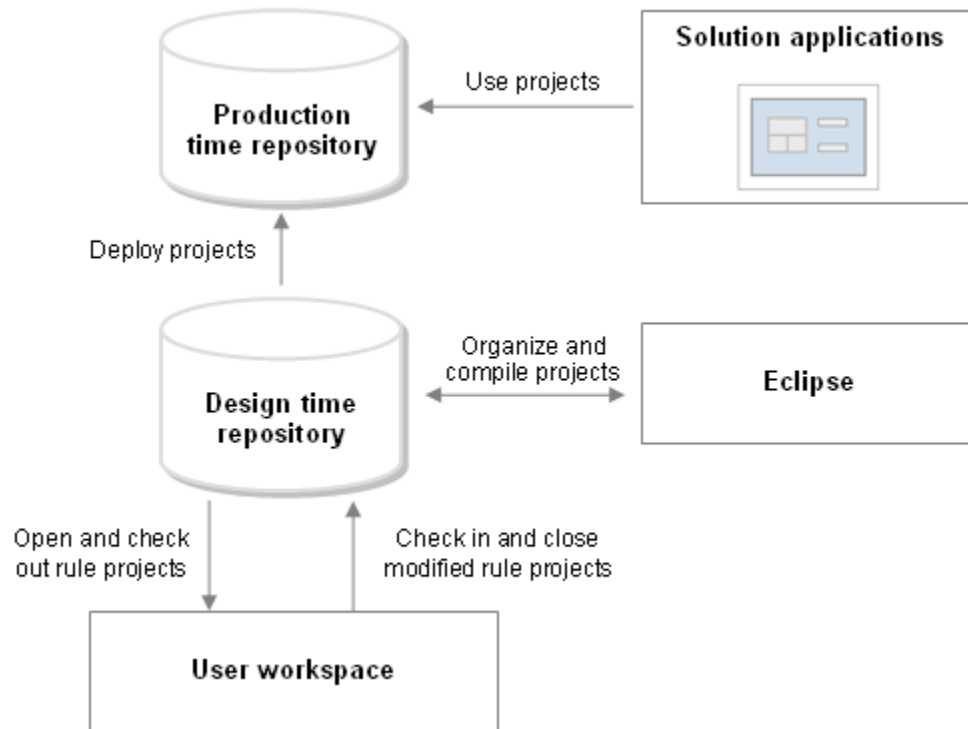 Solution applications
Use projects
Production
time repository
Deploy projects
Organize and
compile projects
Eclipse
Design time
repository
Open and check
out rule projects
Check in and close
modified rule projects
User workspace